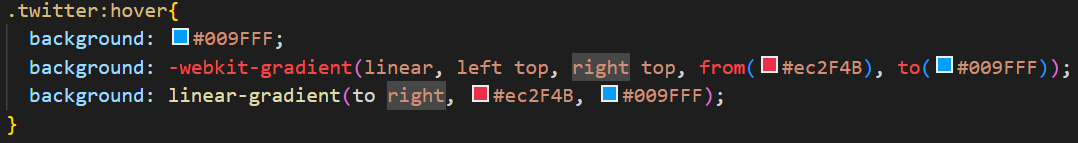 .twitter:hover{
background: #009FFF;
background: -webkit-gradient(linear, left top, right top, from(#ec2F4B), to(#009FFF));
background: linear-gradient(to right, #ec2F4B, #009FFF);
}